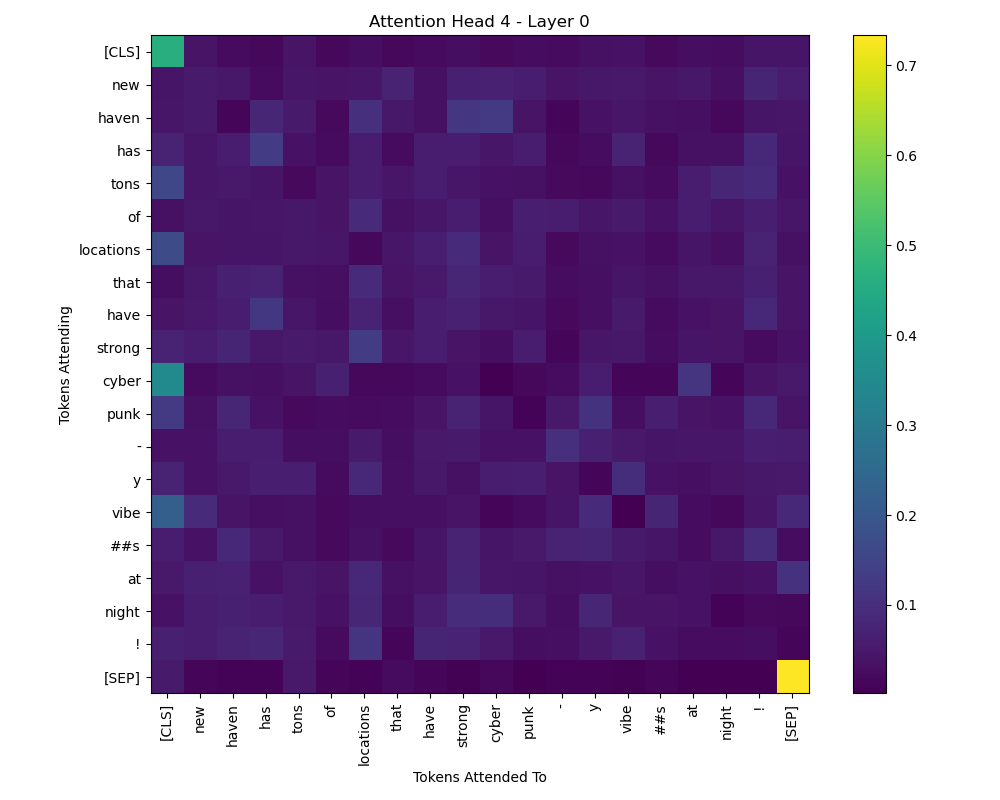 Attention Head 4 - Layer 0
Tokens Attending
[CLS]
new
haven
has
tons
of
locations
that
have
strong
cyber
punk
-
y
vibe
##s
at
night
!
[SEP]
[CLS] new haven has tons of locations that have strong cyber punk - y vibe ##s at night ! [SEP]
Tokens Attended To
0.7
0.6
0.5
0.4
0.3
0.2
0.1